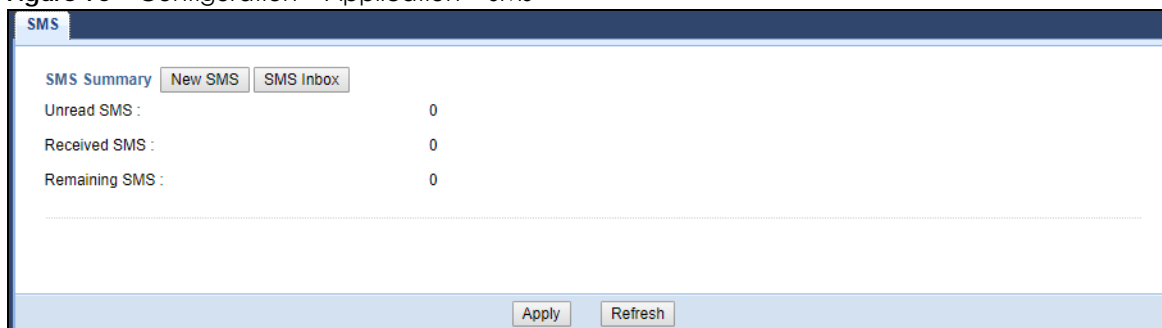 SMS
SMS Summary New SMS SMS Inbox
Unread SMS : 0
Received SMS : 0
Remaining SMS : 0
Apply Refresh